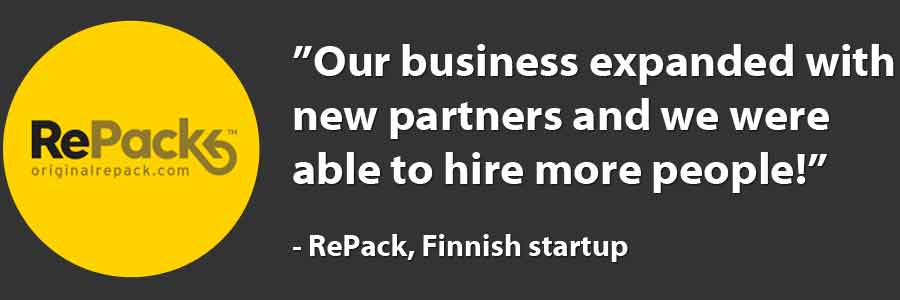 RePack™
originalrepack.com
”Our business expanded with
new partners and we were
able to hire more people!”
- RePack, Finnish startup